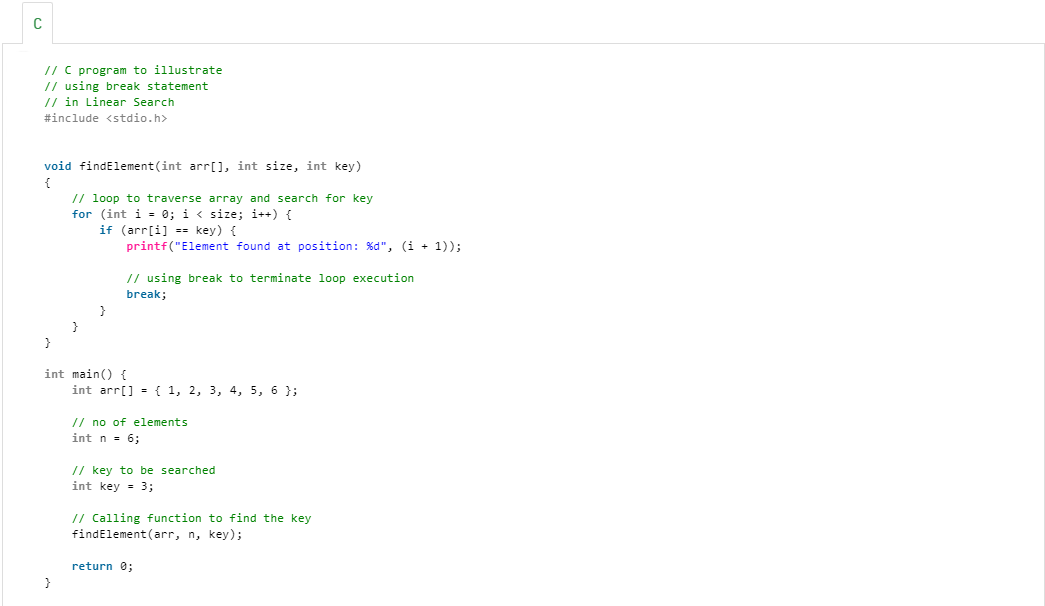 C
// C program to illustrate
// using break statement
// in Linear Search
#include <stdio.h>
void findElement(int arr[], int size, int key)
{
    // loop to traverse array and search for key
    for (int i = 0; i < size; i++) {
        if (arr[i] == key) {
            printf("Element found at position: %d", (i + 1));
            // using break to terminate loop execution
            break;
        }
    }
}
int main() {
    int arr[] = { 1, 2, 3, 4, 5, 6 };
    // no of elements
    int n = 6;
    // key to be searched
    int key = 3;
    // Calling function to find the key
    findElement(arr, n, key);
    return 0;
}